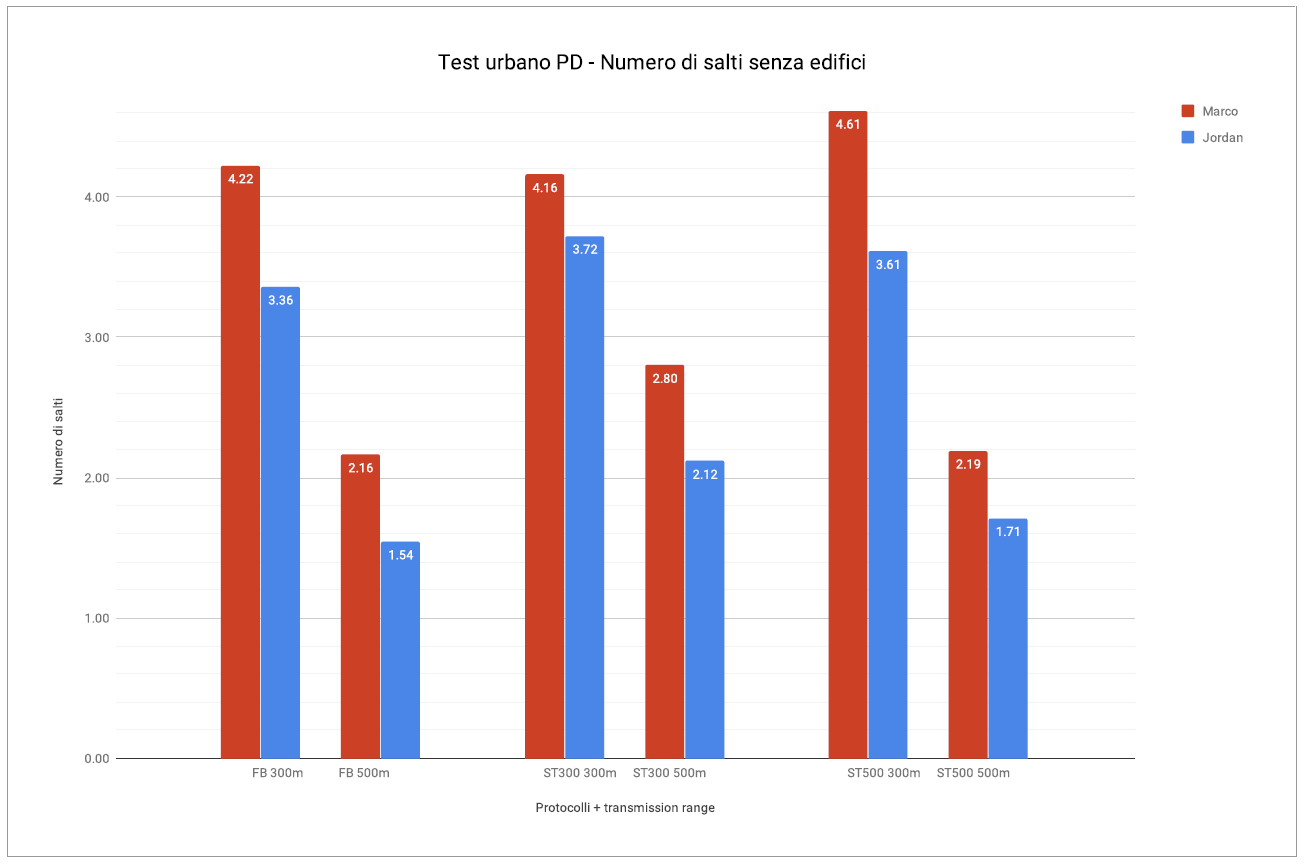 Test urbano PD - Numero di salti senza edifici
Marco
Jordan
Numero di salti
4.00
3.00
2.00
1.00
0.00
4.22
3.36
2.16
1.54
4.16
3.72
2.80
2.12
4.61
3.61
2.19
1.71
FB 300m
FB 500m
ST300 300m
ST300 500m
ST500 300m
ST500 500m
Protocolli + transmission range